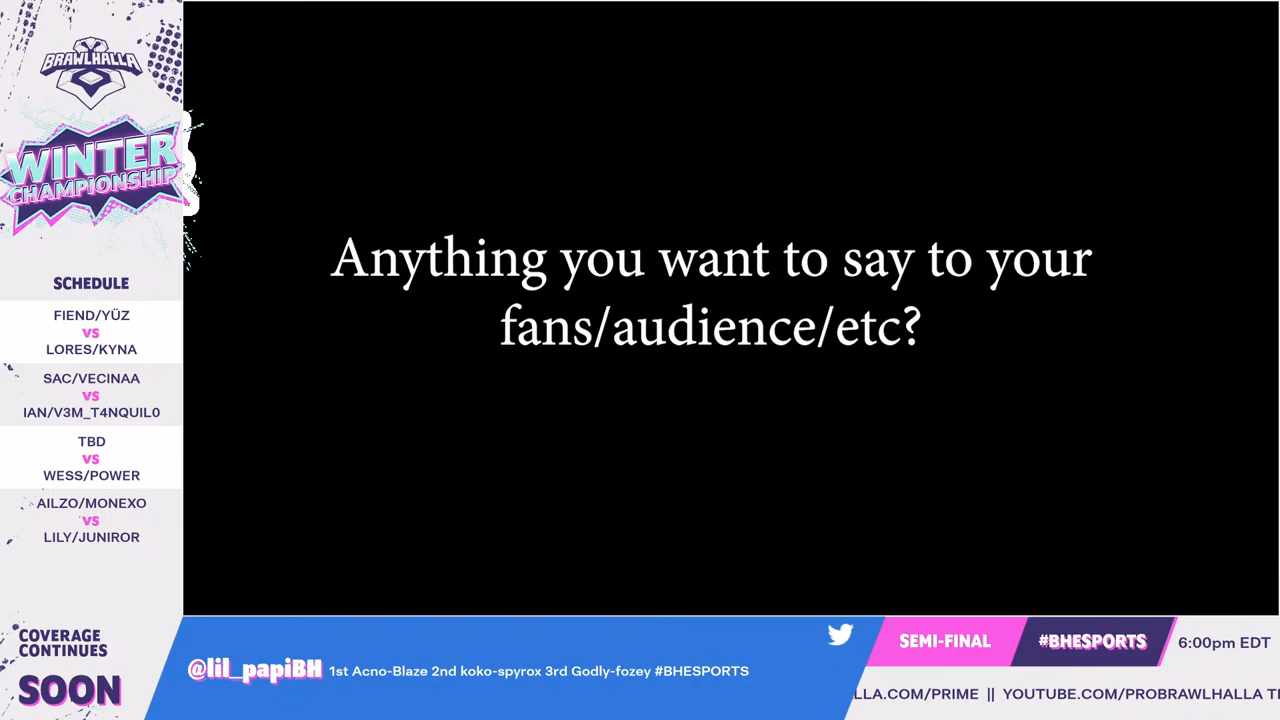 BRAWLHALLA
WINTER
CHAMPIONSHIP
SCHEDULE
FIEND/YÜZ
VS
LORES/KYNA
SAC/VECINAA
VS
IAN/V3M_T4NQUIL0
TBD
VS
WESS/POWER
AILZO/MONEXO
VS
LILY/JUNIROR
COVERAGE
CONTINUES
SOON
Anything you want to say to your
fans/audience/etc?
@lil_papiBH 1st Acno-Blaze 2nd koko-spyrox 3rd Godly-fozey #BHESPORTS
SEMI-FINAL #BHESPORTS 6:00pm EDT
LLA.COM/PRIME || YOUTUBE.COM/PROBRAWLHALLA